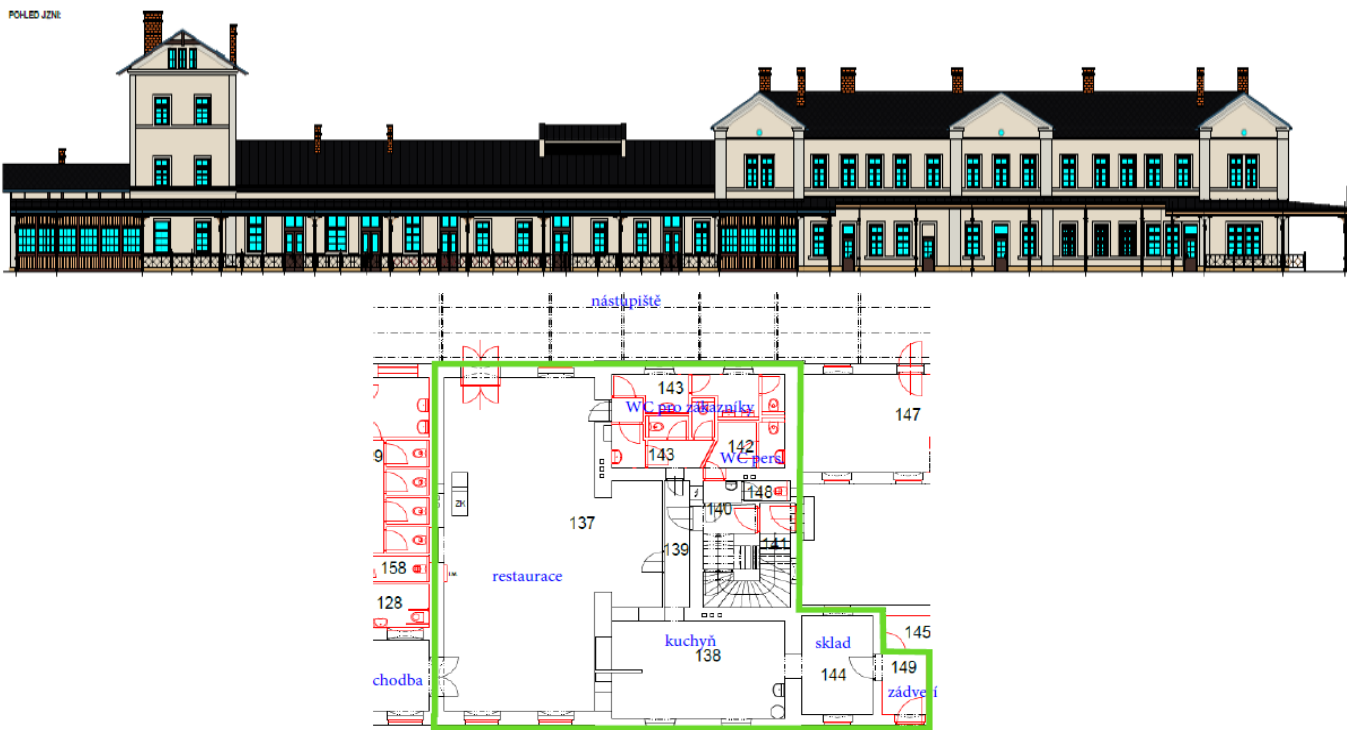 POHLED JIŽNÍ:
nástupiště
143
WC pro zákazníky
147
9
143
142
WC pers.
148
ZK
137
140
139
141
restaurace
158
128
kuchyň
138
sklad
145
149
144
chodba
zádveří